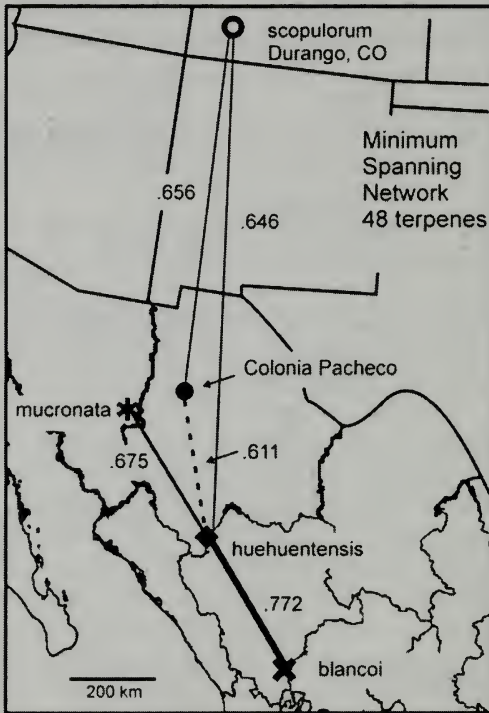 scopulorum
Durango, CO
Minimum
Spanning
Network
48 terpenes
.656
.646
Colonia Pacheco
mucronata
.675
.611
huehuentensis
.772
blancoi
200 km